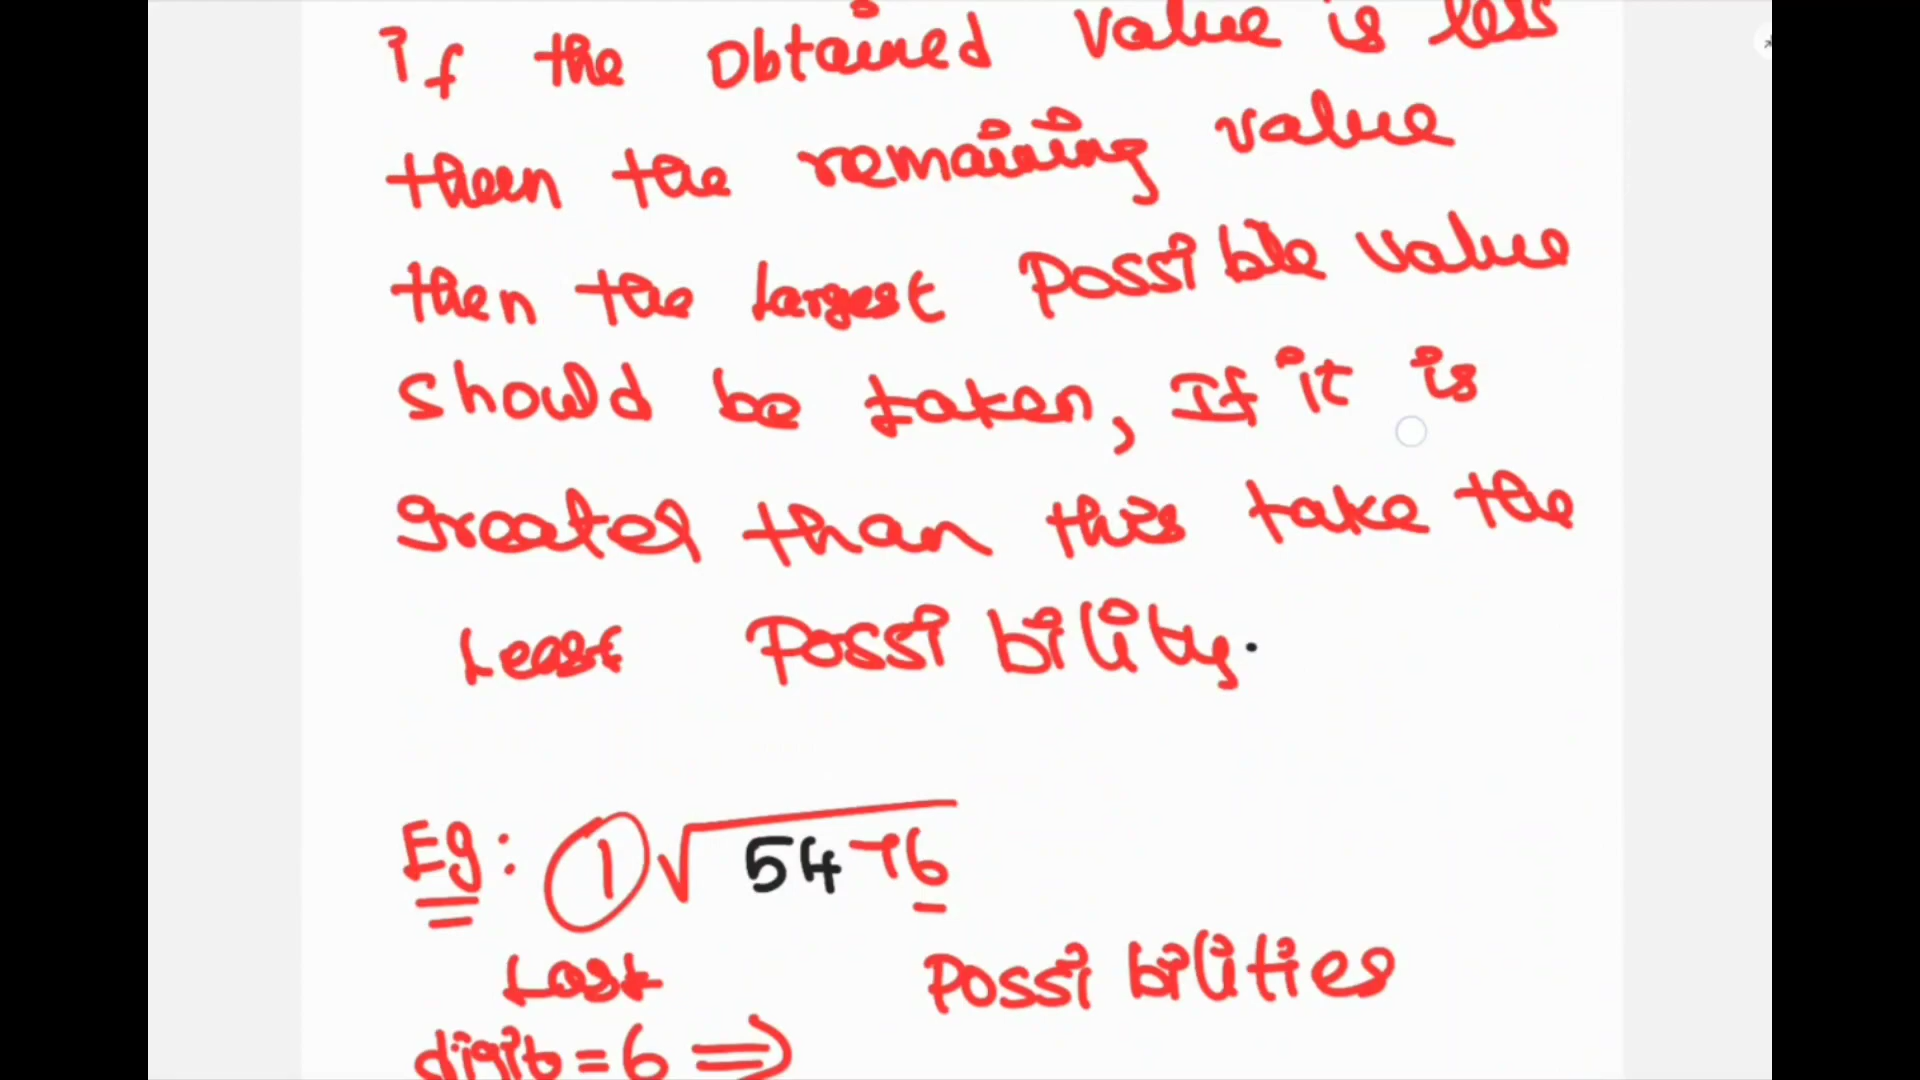 if the obtained value is less
then the remaining value
then the largest possible value
should be taken, If it is
greater than this take the
Least Possibility.
Eg: 1 √5476
Last Possibilities
digit = 6 ⇒